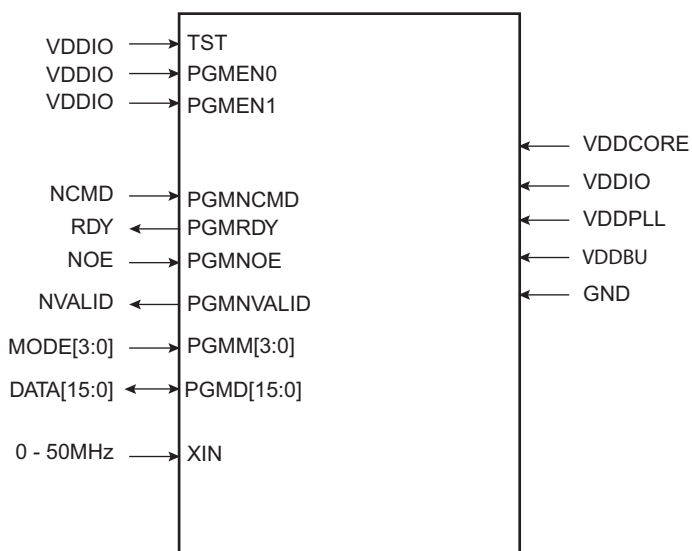 VDDIO TST
VDDIO PGMEN0
VDDIO PGMEN1
VDDCORE
VDDIO
NCMD PGMNCMD
RDY PGMRDY
VDDPLL
NOE PGMNOE
VDDBU
NVALID PGMNVALID
GND
MODE[3:0] PGMM[3:0]
DATA[15:0] PGMD[15:0]
0 - 50MHz XIN